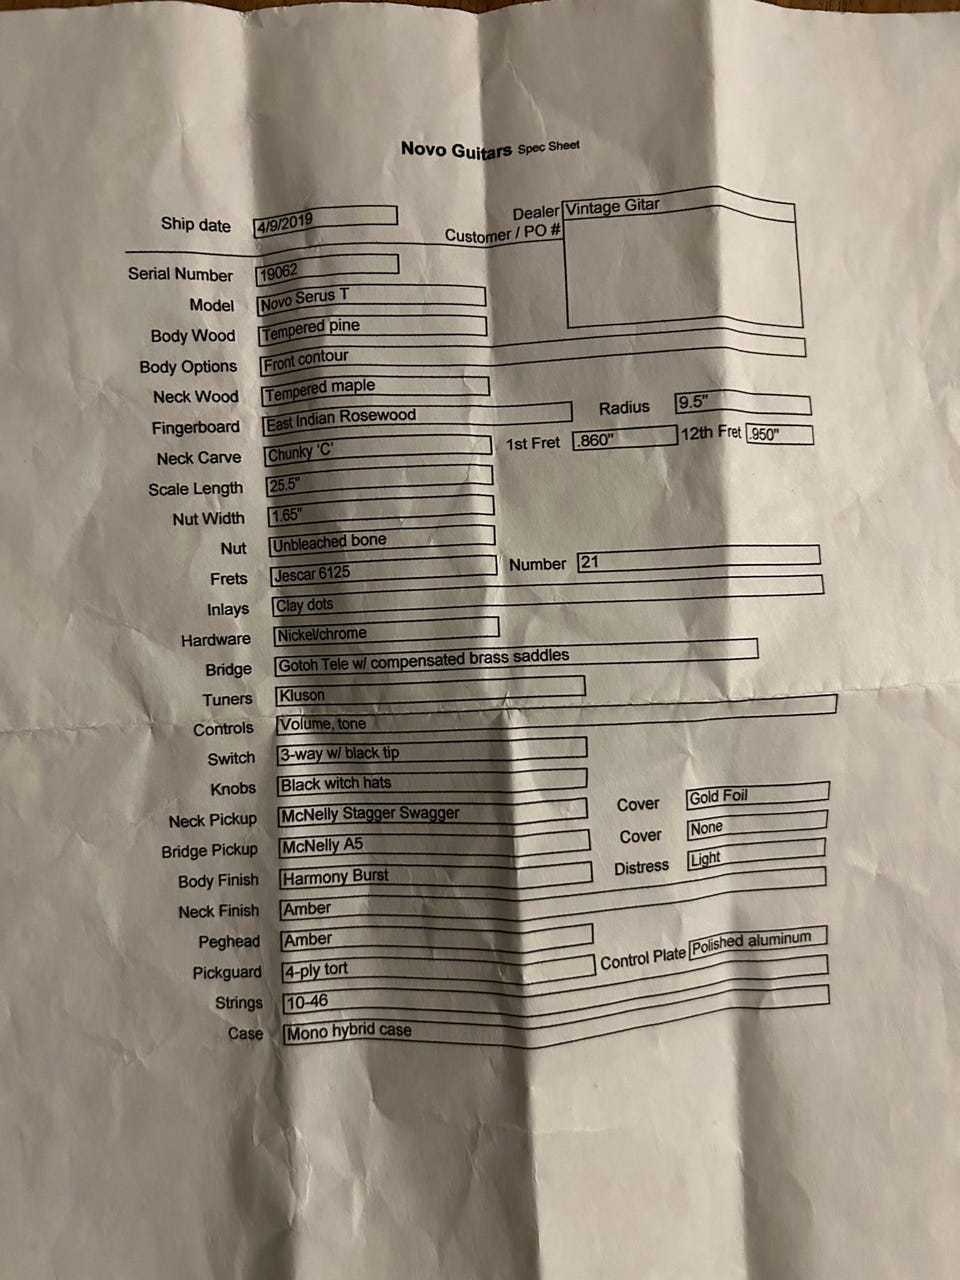 Novo Guitars Spec Sheet
Ship date 4/9/2019
Dealer Vintage Gitar
Customer / PO #
Serial Number 19062
Model Novo Serus T
Body Wood Tempered pine
Body Options Front contour
Neck Wood Tempered maple
Fingerboard East Indian Rosewood Radius 9.5"
Neck Carve Chunky 'C' 1st Fret .860" 12th Fret .950"
Scale Length 25.5"
Nut Width 1.65"
Nut Unbleached bone
Frets Jescar 6125 Number 21
Inlays Clay dots
Hardware Nickel/chrome
Bridge Gotoh Tele w/ compensated brass saddles
Tuners Kluson
Controls Volume, tone
Switch 3-way w/ black tip
Knobs Black witch hats
Neck Pickup McNelly Stagger Swagger Cover Gold Foil
Bridge Pickup McNelly A5 Cover None
Body Finish Harmony Burst Distress Light
Neck Finish Amber
Peghead Amber
Pickguard 4-ply tort Control Plate Polished aluminum
Strings 10-46
Case Mono hybrid case